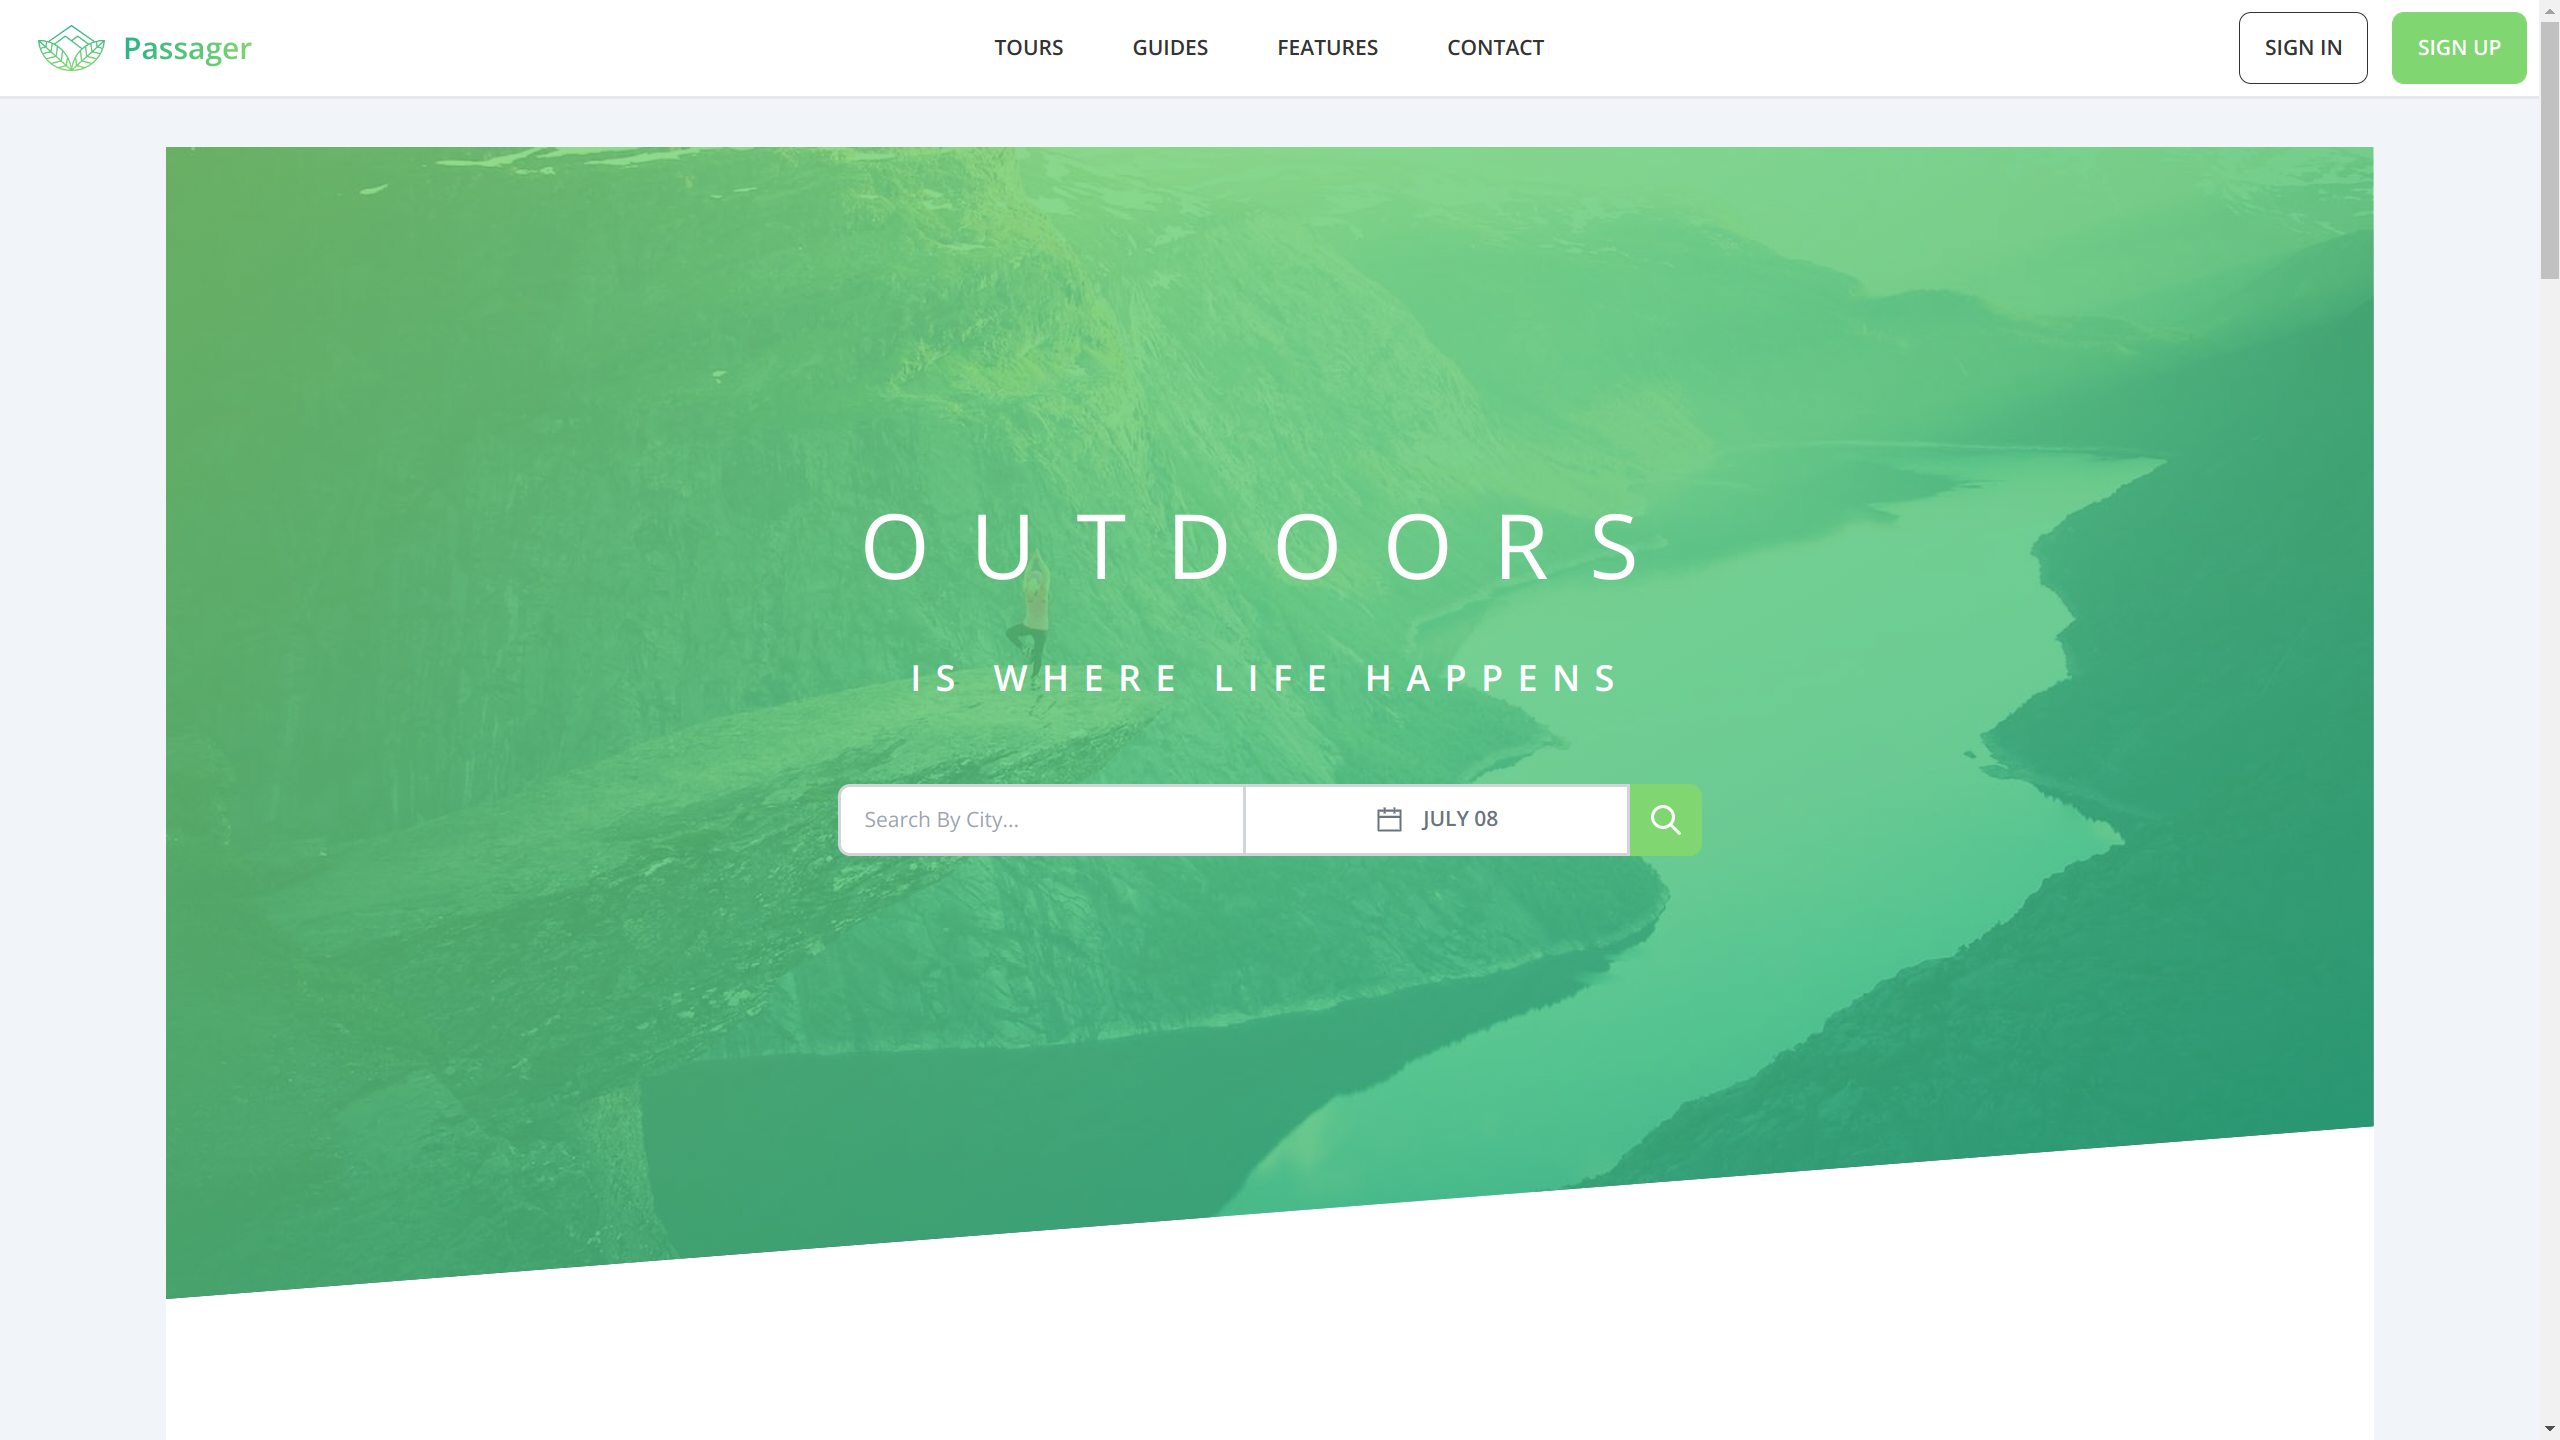 Passager
TOURS
GUIDES
FEATURES
CONTACT
SIGN IN
SIGN UP
OUTDOORS
IS WHERE LIFE HAPPENS
Search By City...
JULY 08